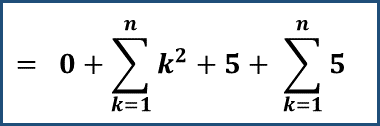 = 0 + ∑_{k=1}^{n} k² + 5 + ∑_{k=1}^{n} 5